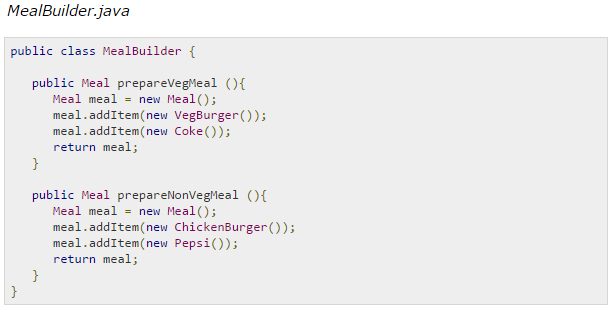 MealBuilder.java
public class MealBuilder {
public Meal prepareVegMeal (){
Meal meal = new Meal();
meal.addItem(new VegBurger());
meal.addItem(new Coke());
return meal;
}
public Meal prepareNonVegMeal (){
Meal meal = new Meal();
meal.addItem(new ChickenBurger());
meal.addItem(new Pepsi());
return meal;
}
}